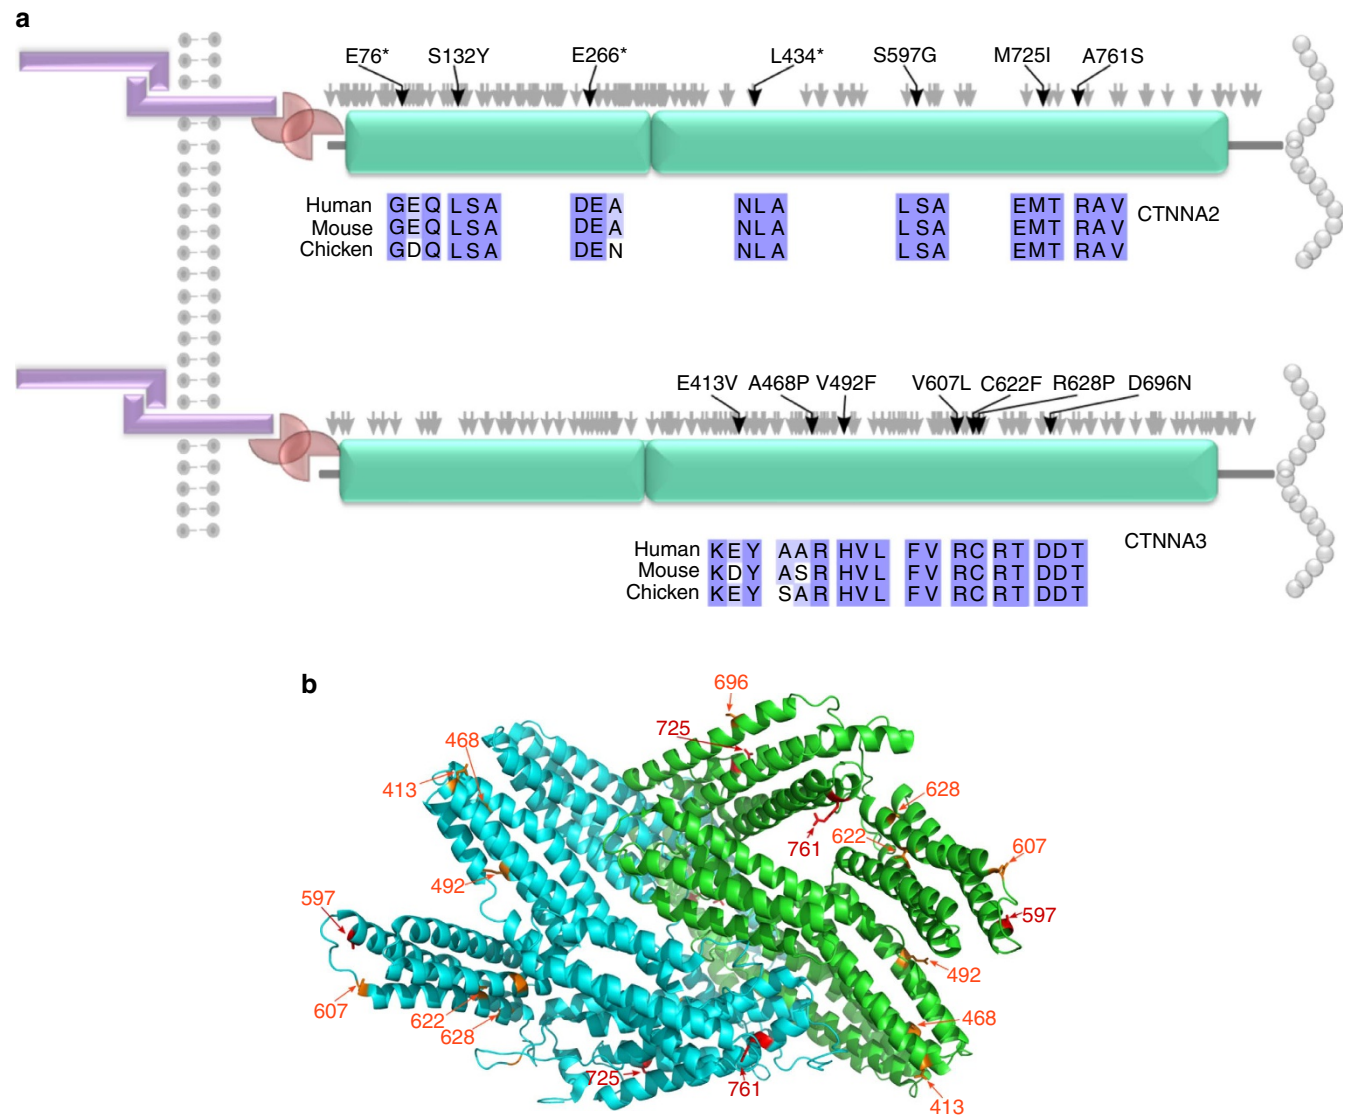 a
E76* S132Y E266* L434* S597G M725I A761S
Human GEQ LSA DEA NLA LSA EMT RAV
Mouse GEQ LSA DEA NLA LSA EMT RAV
Chicken GDQ LSA DEN NLA LSA EMT RAV
CTNNA2
E413V A468P V492F V607L C622F R628P D696N
CTNNA3
Human KEY AAR HVL FV RC RT DDT
Mouse KDY ASR HVL FV RC RT DDT
Chicken KEY SAR HVL FV RC RT DDT
b
696
725
468
413
628
761
622
607
492
597
597
492
607
622
628
468
725
761
413